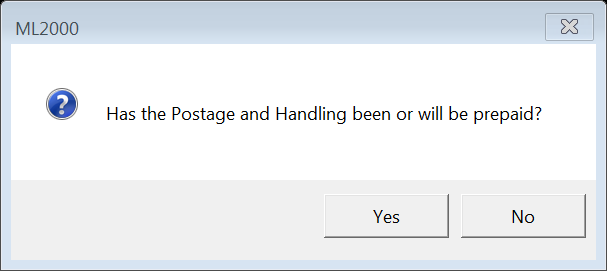 ML2000
Has the Postage and Handling been or will be prepaid?
Yes
No